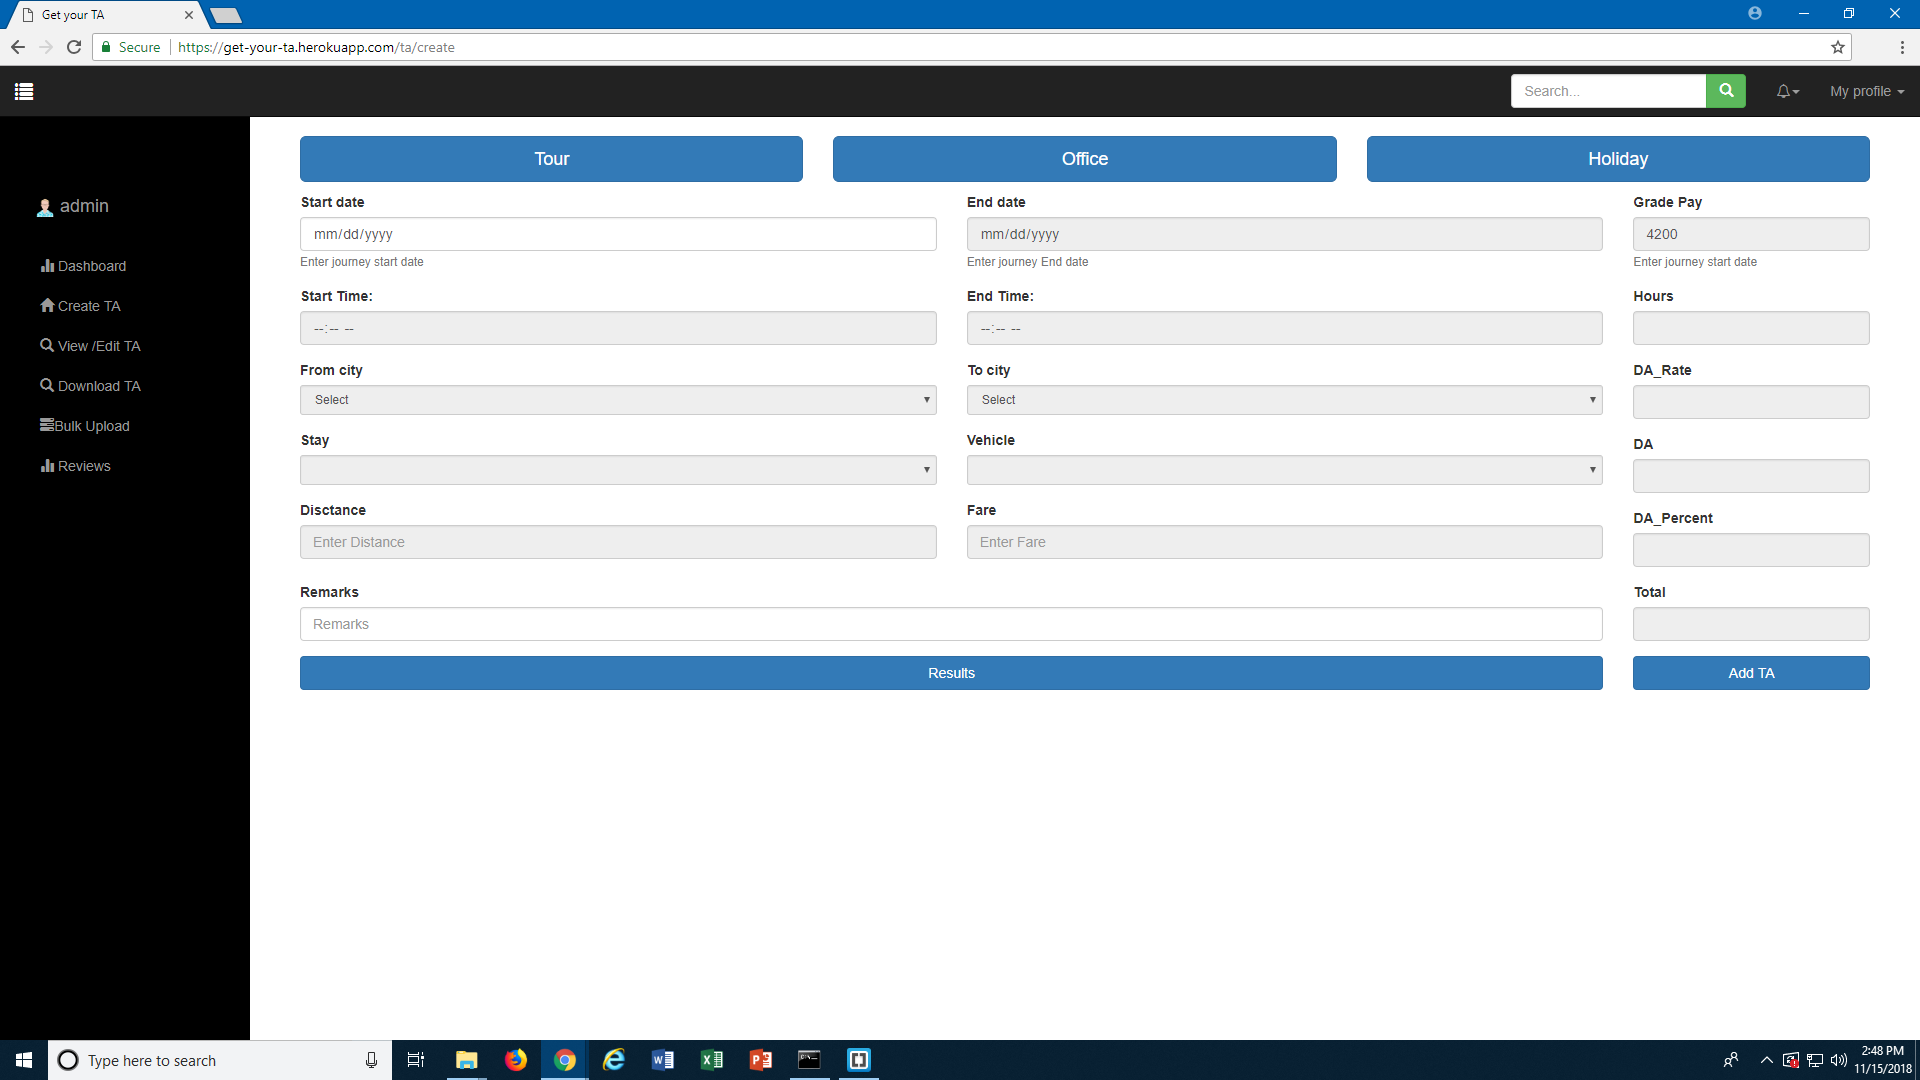 Get your TA
Secure
https://get-your-ta.herokuapp.com/ta/create
Search...
My profile
admin
Dashboard
Create TA
View /Edit TA
Download TA
Bulk Upload
Reviews
Tour
Office
Holiday
Start date
End date
Grade Pay
mm/dd/yyyy
mm/dd/yyyy
4200
Enter journey start date
Enter journey End date
Enter journey start date
Start Time:
End Time:
Hours
--:-- --
--:-- --
From city
To city
DA_Rate
Select
Select
Stay
Vehicle
DA
Disctance
Fare
DA_Percent
Enter Distance
Enter Fare
Remarks
Total
Remarks
Results
Add TA
Type here to search
2:48 PM
11/15/2018